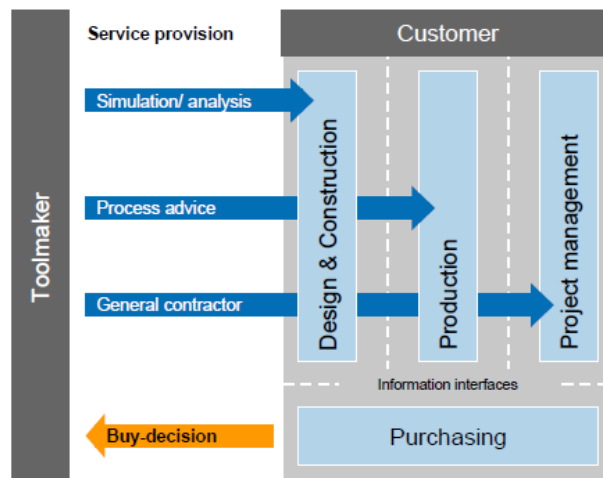 Service provision
Customer
Toolmaker
Simulation/ analysis
Process advice
General contractor
Design & Construction
Production
Project management
Information interfaces
Buy-decision
Purchasing